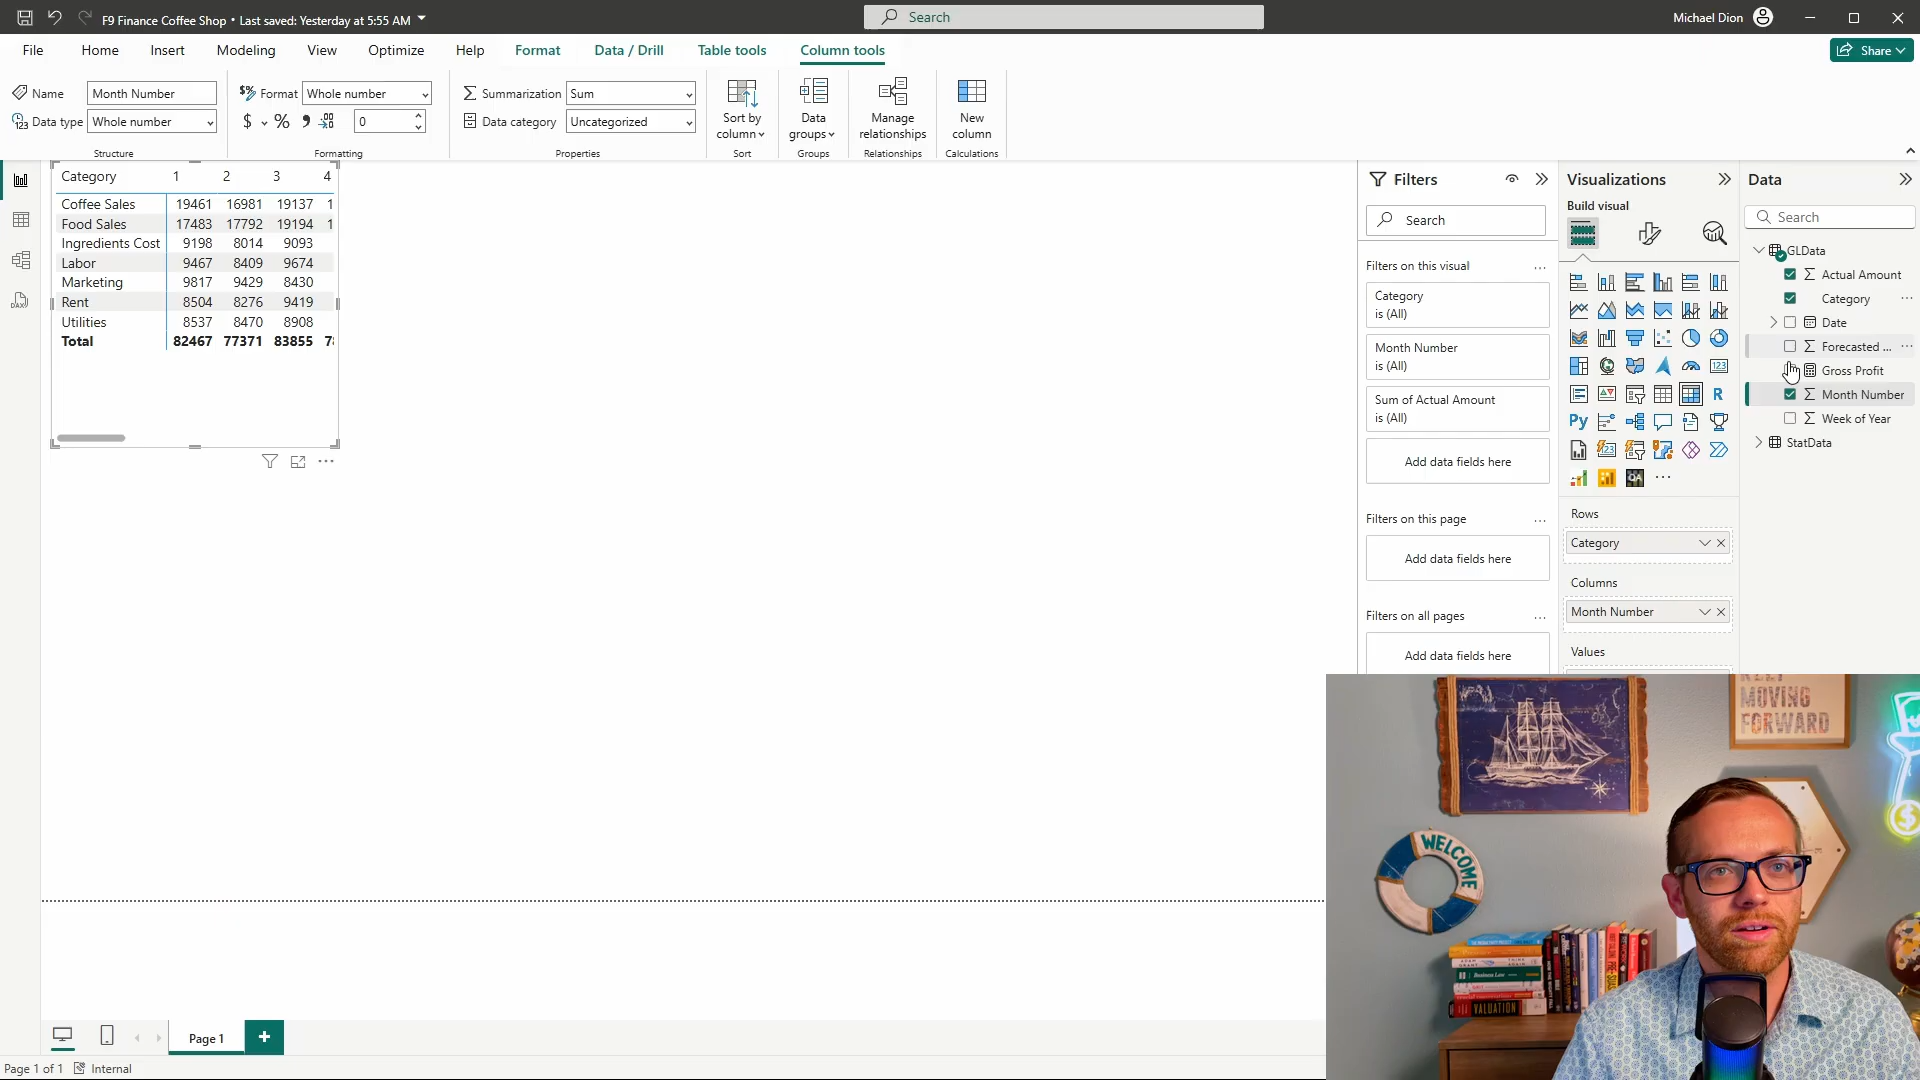 F9 Finance Coffee Shop • Last saved: Yesterday at 5:55 AM
Search
Michael Dion
File Home Insert Modeling View Optimize Help Format Data / Drill Table tools Column tools
Share
Name Month Number
Data type Whole number
Structure
Format Whole number
$ % 0
Formatting
Summarization Sum
Data category Uncategorized
Properties
Sort by column
Sort
Data groups
Groups
Manage relationships
Relationships
New column
Calculations
Category 1 2 3 4
Coffee Sales 19461 16981 19137 1
Food Sales 17483 17792 19194 1
Ingredients Cost 9198 8014 9093
Labor 9467 8409 9674
Marketing 9817 9429 8430
Rent 8504 8276 9419
Utilities 8537 8470 8908
Total 82467 77371 83855
Filters
Search
Filters on this visual ...
Category
is (All)
Month Number
is (All)
Sum of Actual Amount
is (All)
Add data fields here
Filters on this page ...
Add data fields here
Filters on all pages ...
Add data fields here
Visualizations
Build visual
123
R
Py
...
Rows
Category
Columns
Month Number
Values
Data
Search
GLData
Actual Amount
Category ...
Date
Forecasted ... ...
Gross Profit
Month Number
Week of Year
StatData
MOVING
FORWARD
WELCOME
VALUATION
Page 1
Page 1 of 1 Internal